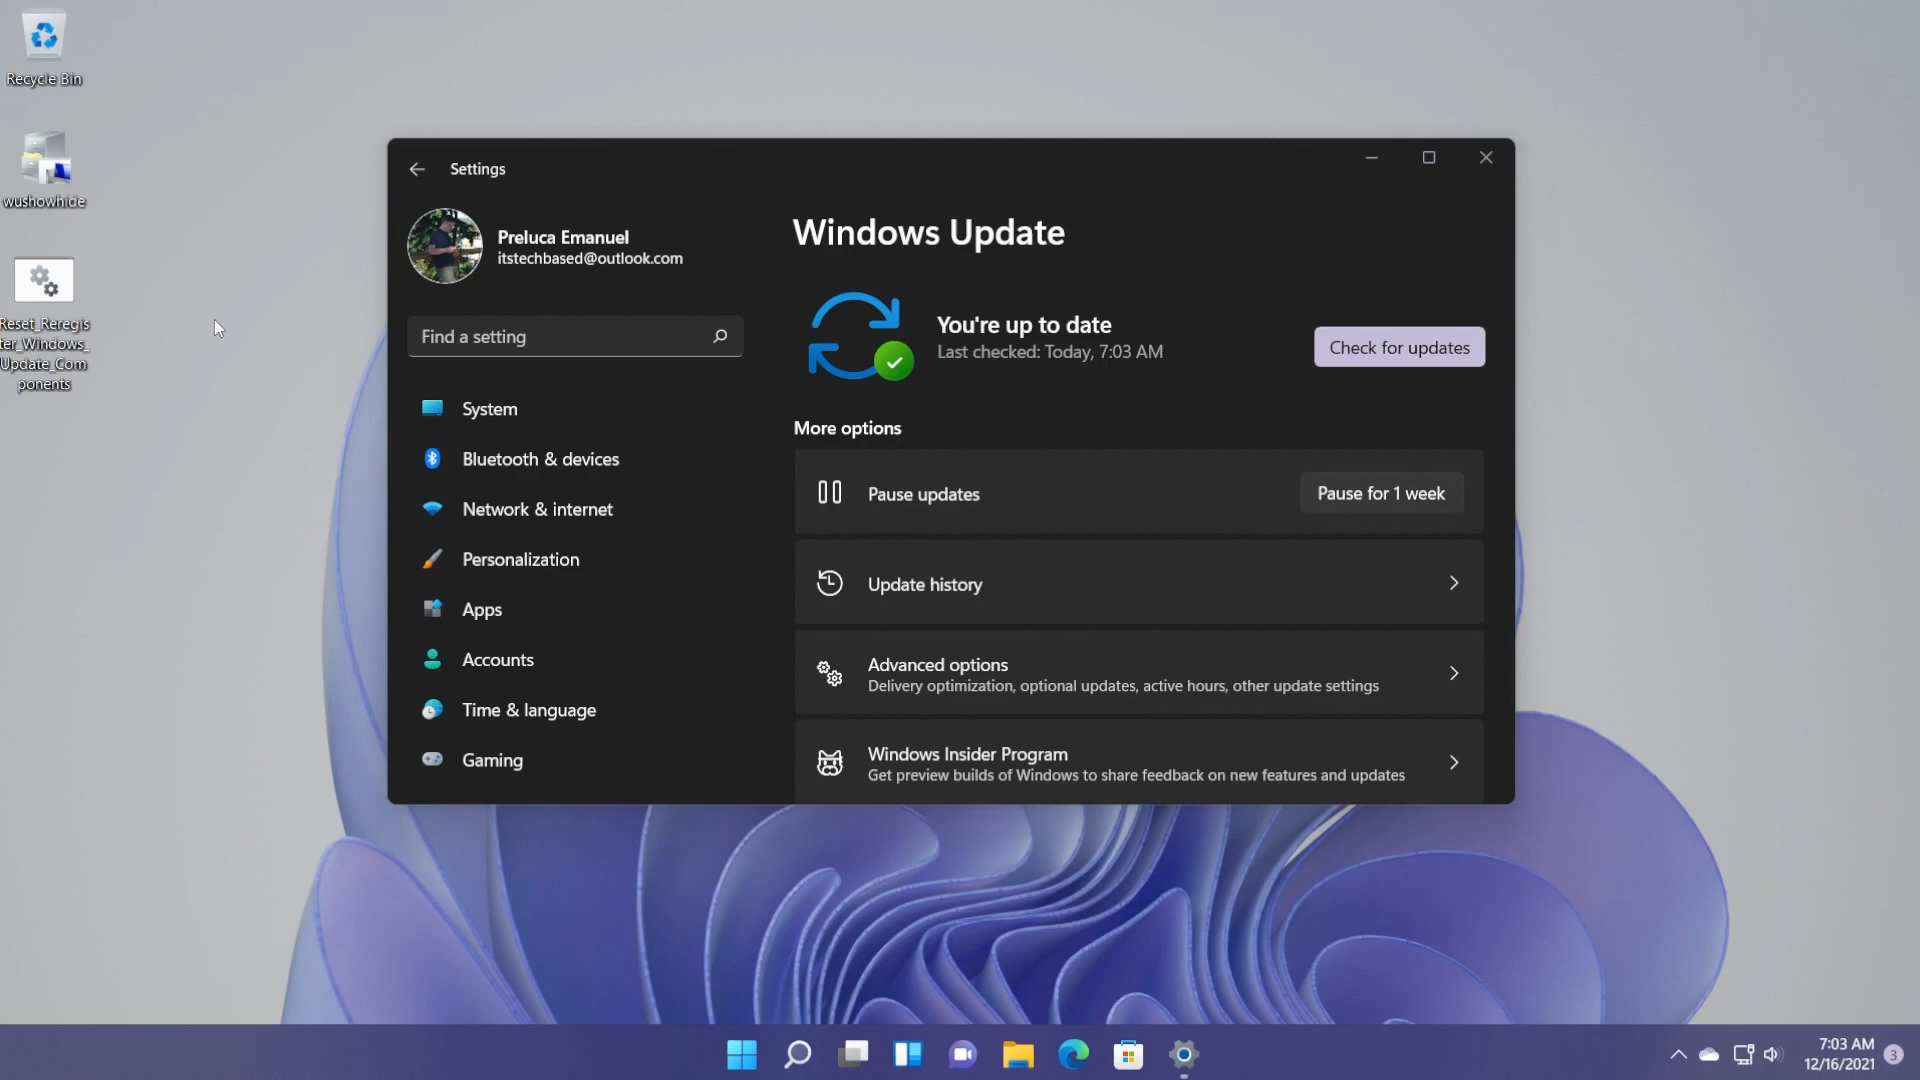 Recycle Bin
wushowhide
Reset_Reregis
ter_Windows_
Update_Com
ponents
Settings
Preluca Emanuel
itstechbased@outlook.com
Find a setting
System
Bluetooth & devices
Network & internet
Personalization
Apps
Accounts
Time & language
Gaming
Windows Update
You're up to date
Last checked: Today, 7:03 AM
Check for updates
More options
Pause updates
Pause for 1 week
Update history
Advanced options
Delivery optimization, optional updates, active hours, other update settings
Windows Insider Program
Get preview builds of Windows to share feedback on new features and updates
7:03 AM
12/16/2021
3